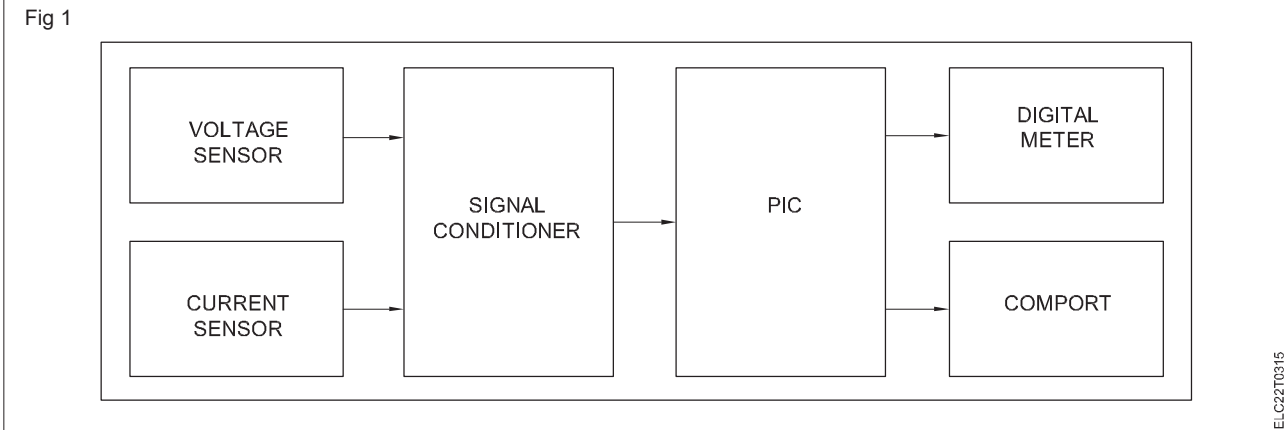 Fig 1
VOLTAGE
SENSOR
CURRENT
SENSOR
SIGNAL
CONDITIONER
PIC
DIGITAL
METER
COMPORT
ELC22T0315